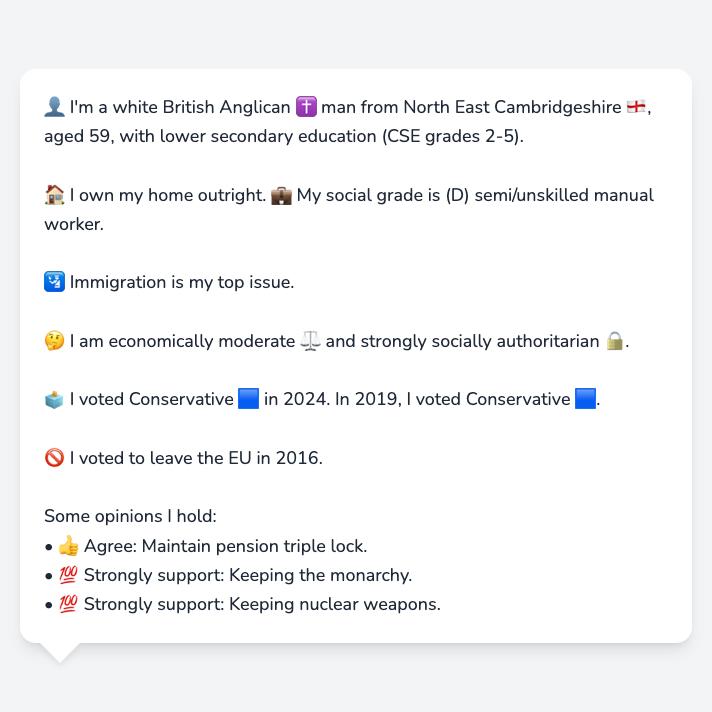 👤 I'm a white British Anglican ✝️ man from North East Cambridgeshire 🏴󠁧󠁢󠁥󠁮󠁧󠁿,
aged 59, with lower secondary education (CSE grades 2-5).
🏠 I own my home outright. 💼 My social grade is (D) semi/unskilled manual
worker.
🛂 Immigration is my top issue.
🤔 I am economically moderate ⚖️ and strongly socially authoritarian 🔒.
🗳️ I voted Conservative 🟦 in 2024. In 2019, I voted Conservative 🟦.
🚫 I voted to leave the EU in 2016.
Some opinions I hold:
• 👍 Agree: Maintain pension triple lock.
• 💯 Strongly support: Keeping the monarchy.
• 💯 Strongly support: Keeping nuclear weapons.